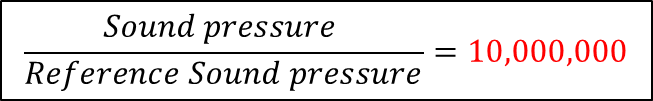 Sound pressure
Reference Sound pressure
= 10,000,000